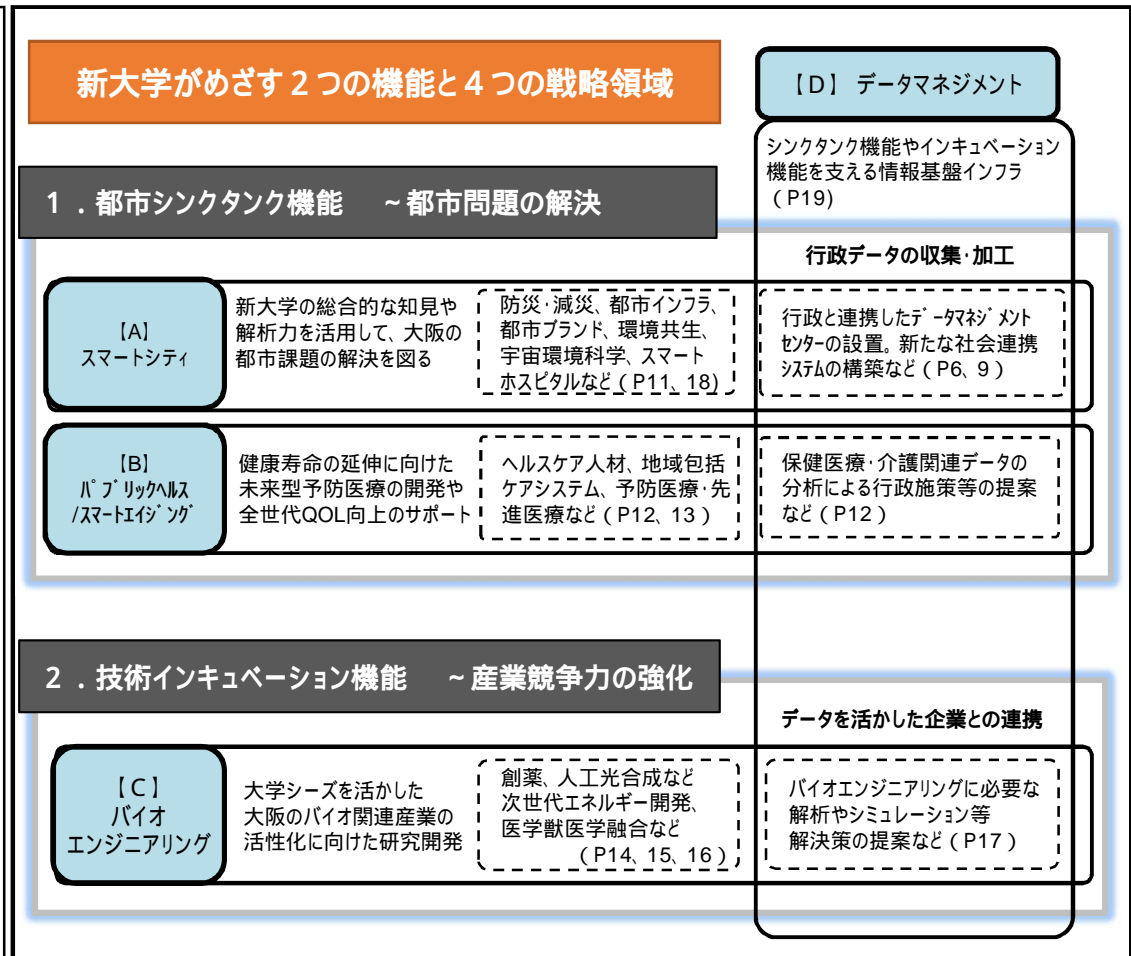 新大学がめざす２つの機能と４つの戦略領域
【D】 データマネジメント
シンクタンク機能やインキュベーション
機能を支える情報基盤インフラ
（P19)
１．都市シンクタンク機能　～都市問題の解決
行政データの収集・加工
【A】
スマートシティ
新大学の総合的な知見や
解析力を活用して、大阪の
都市課題の解決を図る
防災・減災、都市インフラ、
都市ブランド、環境共生、
宇宙環境科学、スマート
ホスピタルなど（P11、18)
行政と連携したﾃﾞｰﾀﾏﾈｼﾞﾒﾝﾄ
ｾﾝﾀｰの設置。新たな社会連携
ｼｽﾃﾑの構築など（P6、9）
【B】
ﾊﾟﾌﾞﾘｯｸﾍﾙｽ
/ｽﾏｰﾄｴｲｼﾞﾝｸﾞ
健康寿命の延伸に向けた
未来型予防医療の開発や
全世代QOL向上のサポート
ヘルスケア人材、地域包括
ケアシステム、予防医療・先
進医療など（P12、13）
保健医療・介護関連データの
分析による行政施策等の提案
など（P12）
２．技術インキュベーション機能　～産業競争力の強化
データを活かした企業との連携
【C】
バイオ
エンジニアリング
大学シーズを活かした
大阪のバイオ関連産業の
活性化に向けた研究開発
創薬、人工光合成など
次世代エネルギー開発、
医学獣医学融合など
（P14、15、16）
バイオエンジニアリングに必要な
解析やシミュレーション等
解決策の提案など（P17）